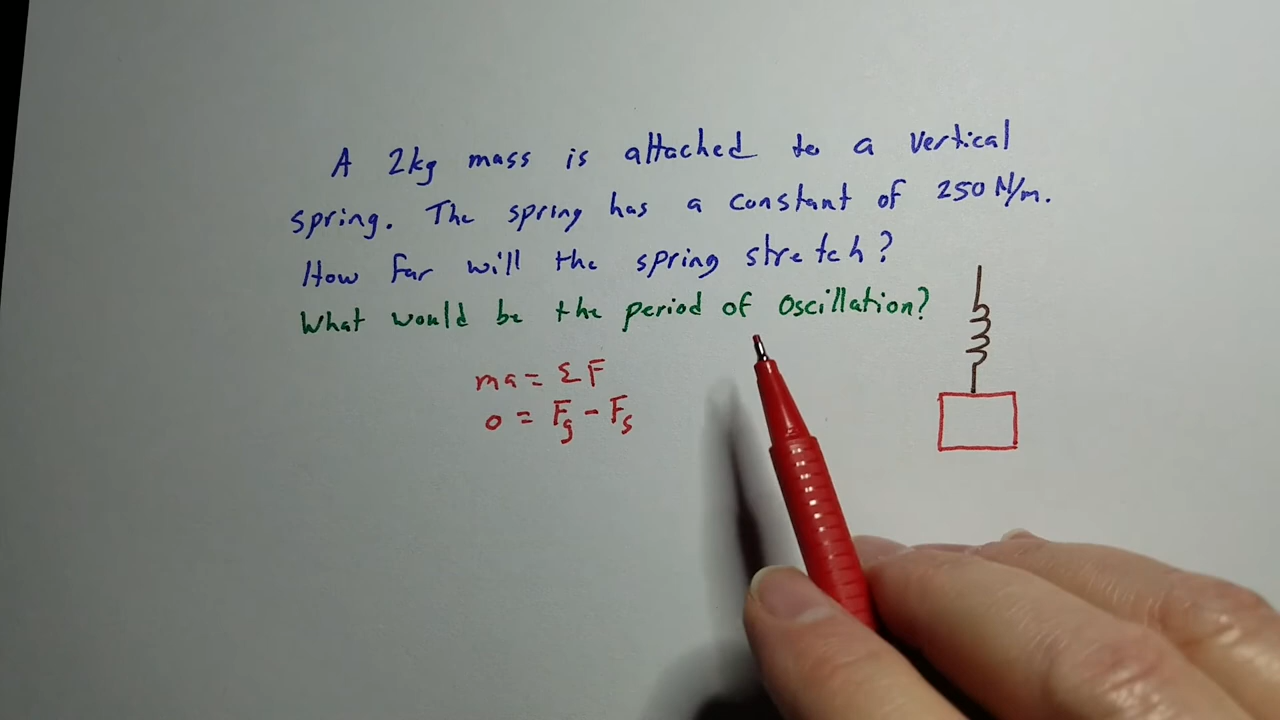 A 2kg mass is attached to a vertical
spring. The spring has a constant of 250 N/m.
How far will the spring stretch?
What would be the period of oscillation?
ma = ΣF
0 = Fg - Fs